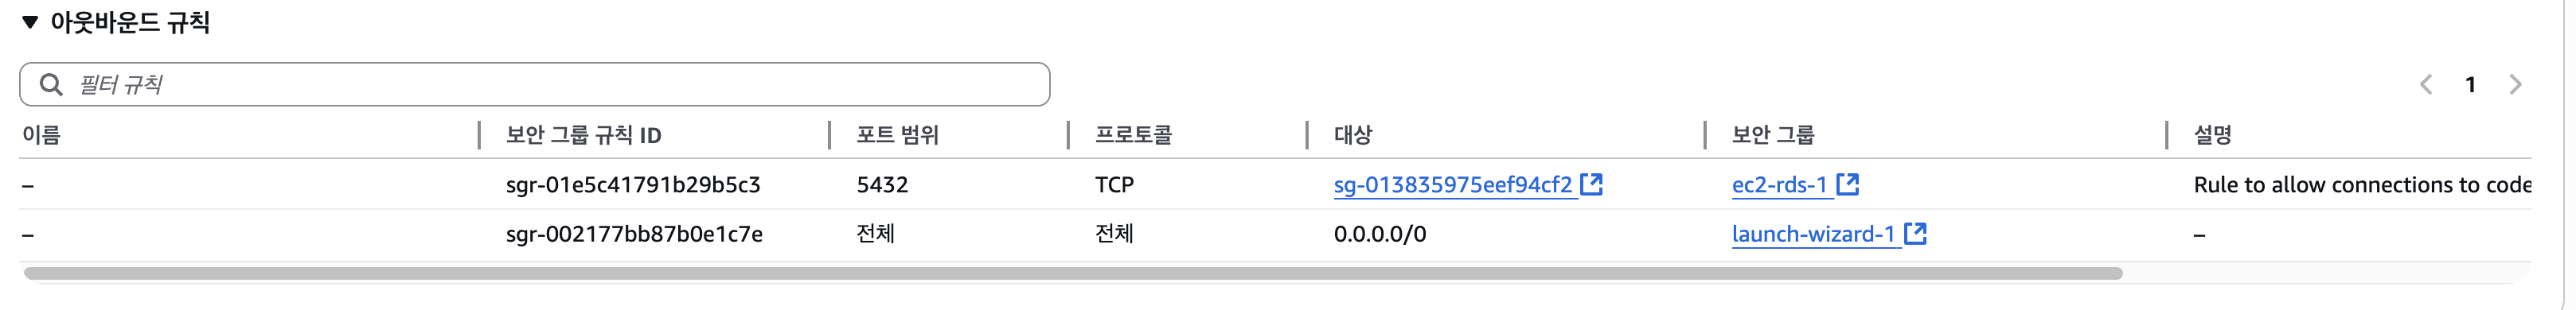 ▼ 아웃바운드 규칙
필터 규칙
1
이름 보안 그룹 규칙 ID 포트 범위 프로토콜 대상 보안 그룹 설명
– sgr-01e5c41791b29b5c3 5432 TCP sg-013835975eef94cf2 ec2-rds-1 Rule to allow connections to code
– sgr-002177bb87b0e1c7e 전체 전체 0.0.0.0/0 launch-wizard-1 –